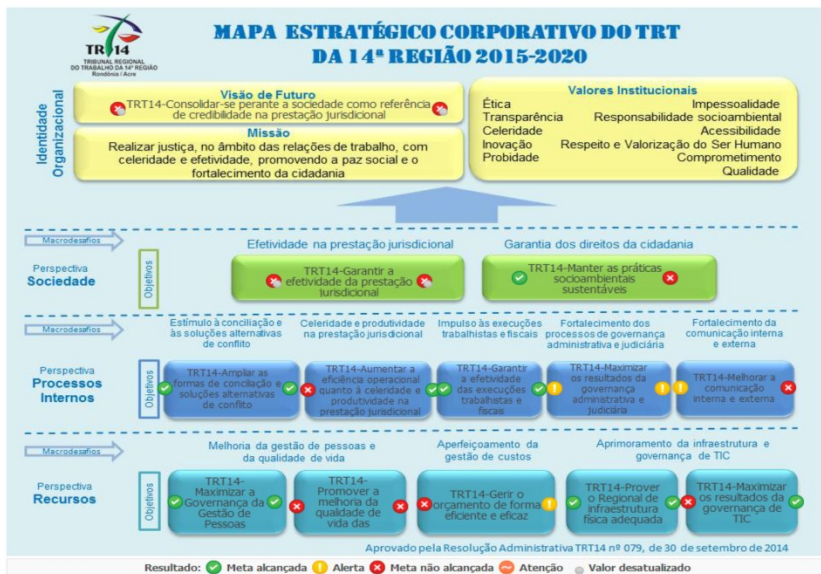 MAPA ESTRATÉGICO CORPORATIVO DO TRT
DA 14ª REGIÃO 2015-2020
TRT14
TRIBUNAL REGIONAL
DO TRABALHO DA 14ª REGIÃO
Rondônia / Acre
Identidade
Organizacional
Visão de Futuro
TRT14-Consolidar-se perante a sociedade como referência
de credibilidade na prestação jurisdicional
Missão
Realizar justiça, no âmbito das relações de trabalho, com
celeridade e efetividade, promovendo a paz social e o
fortalecimento da cidadania
Valores Institucionais
Ética Impessoalidade
Transparência Responsabilidade socioambiental
Celeridade Acessibilidade
Inovação Respeito e Valorização do Ser Humano
Probidade Comprometimento
Qualidade
Macrodesafios
Efetividade na prestação jurisdicional
Garantia dos direitos da cidadania
Perspectiva
Sociedade
Objetivos
TRT14-Garantir a
efetividade da prestação
jurisdicional
TRT14-Manter as práticas
socioambientais
sustentáveis
Macrodesafios
Estímulo à conciliação e
às soluções alternativas
de conflito
Celeridade e produtividade
na prestação jurisdicional
Impulso às execuções
trabalhistas e fiscais
Fortalecimento dos
processos de governança
administrativa e judiciária
Fortalecimento da
comunicação interna
e externa
Perspectiva
Processos
Internos
Objetivos
TRT14-Ampliar as
formas de conciliação e
soluções alternativas
de conflito
TRT14-Aumentar a
eficiência operacional
quanto à celeridade e
produtividade na
prestação jurisdicional
TRT14-Garantir
a efetividade
das execuções
trabalhistas e
fiscais
TRT14-Maximizar
os resultados da
governança
administrativa e
judiciária
TRT14-Melhorar a
comunicação
interna e externa
Macrodesafios
Melhoria da gestão de pessoas e
da qualidade de vida
Aperfeiçoamento da
gestão de custos
Aprimoramento da infraestrutura e
governança de TIC
Perspectiva
Recursos
Objetivos
TRT14-
Maximizar a
Governança da
Gestão de
Pessoas
TRT14-
Promover a
melhoria da
qualidade de
vida das
TRT14-Gerir o
orçamento de forma
eficiente e eficaz
TRT14-Prover
o Regional de
infraestrutura
física adequada
TRT14-Maximizar
os resultados da
governança de
TIC
Aprovado pela Resolução Administrativa TRT14 nº 079, de 30 de setembro de 2014
Resultado: Meta alcançada Alerta Meta não alcançada Atenção Valor desatualizado